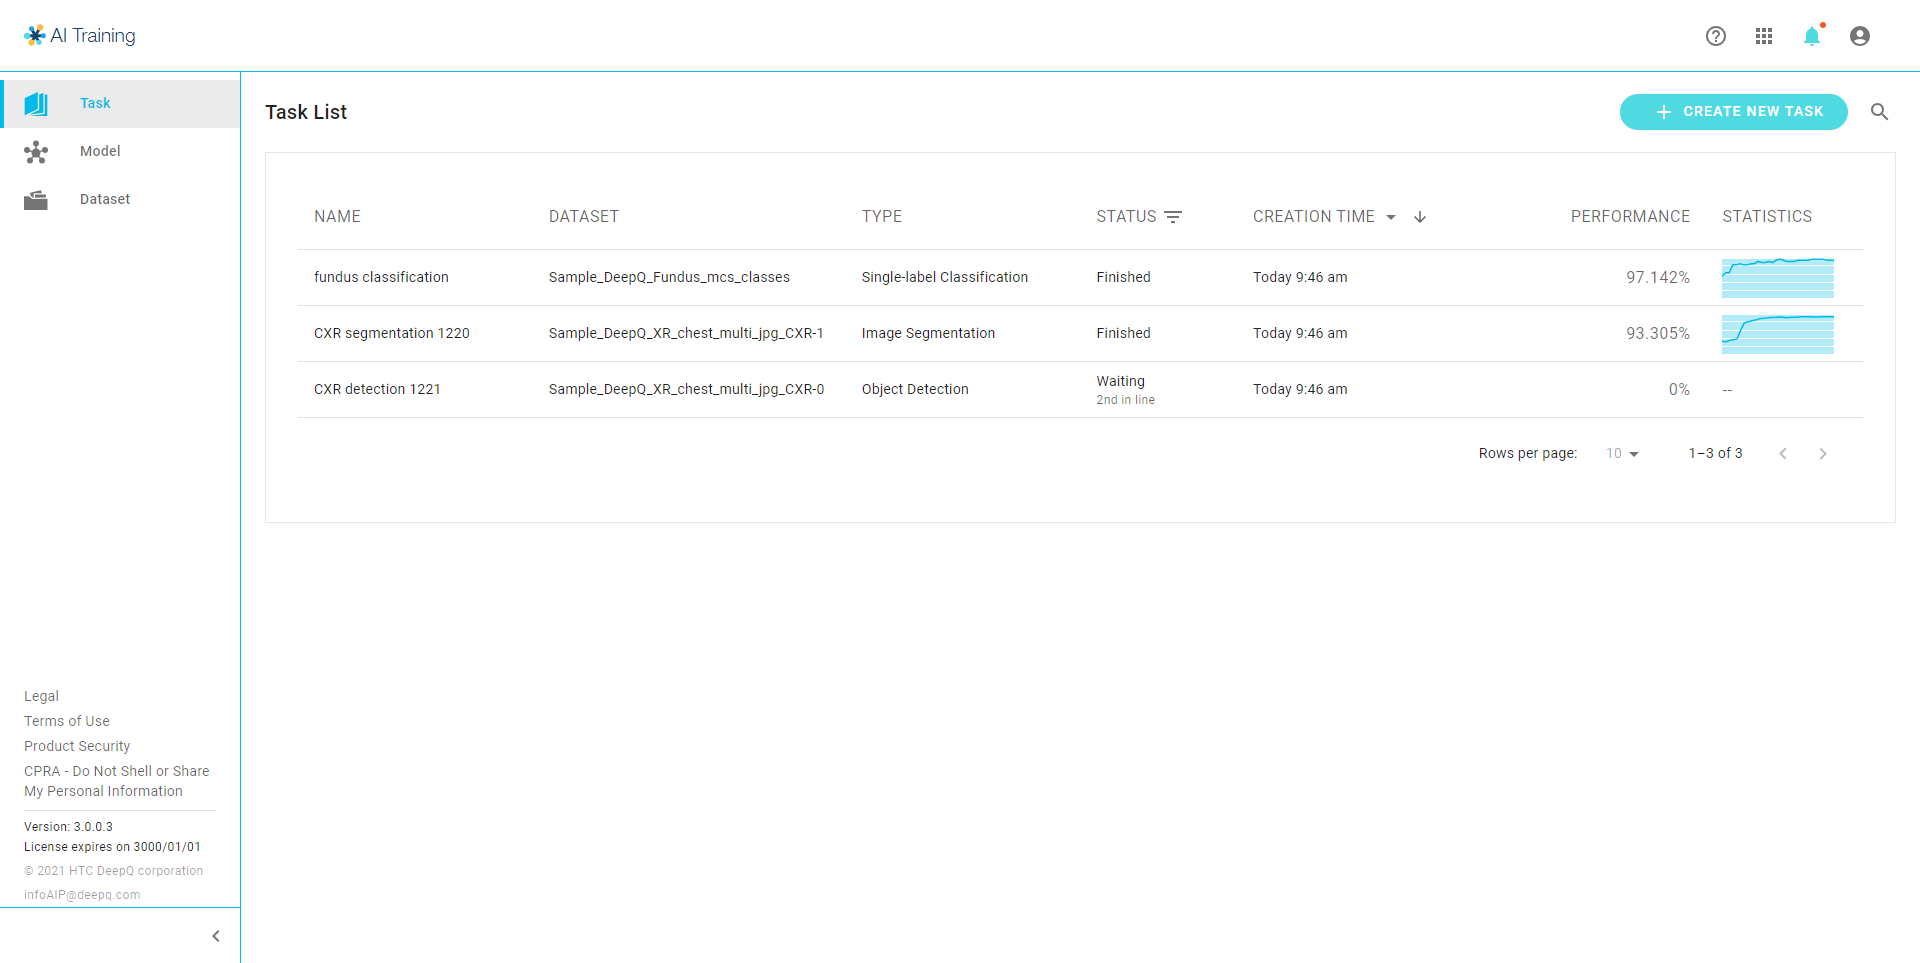 AI Training
Task
Model
Dataset
Task List
CREATE NEW TASK
NAME DATASET TYPE STATUS CREATION TIME PERFORMANCE STATISTICS
fundus classification Sample_DeepQ_Fundus_mcs_classes Single-label Classification Finished Today 9:46 am 97.142%
CXR segmentation 1220 Sample_DeepQ_XR_chest_multi_jpg_CXR-1 Image Segmentation Finished Today 9:46 am 93.305%
CXR detection 1221 Sample_DeepQ_XR_chest_multi_jpg_CXR-0 Object Detection Waiting Today 9:46 am 0% --
2nd in line
Rows per page: 10 1–3 of 3
Legal
Terms of Use
Product Security
CPRA - Do Not Shell or Share
My Personal Information
Version: 3.0.0.3
License expires on 3000/01/01
© 2021 HTC DeepQ corporation
infoAIP@deepq.com